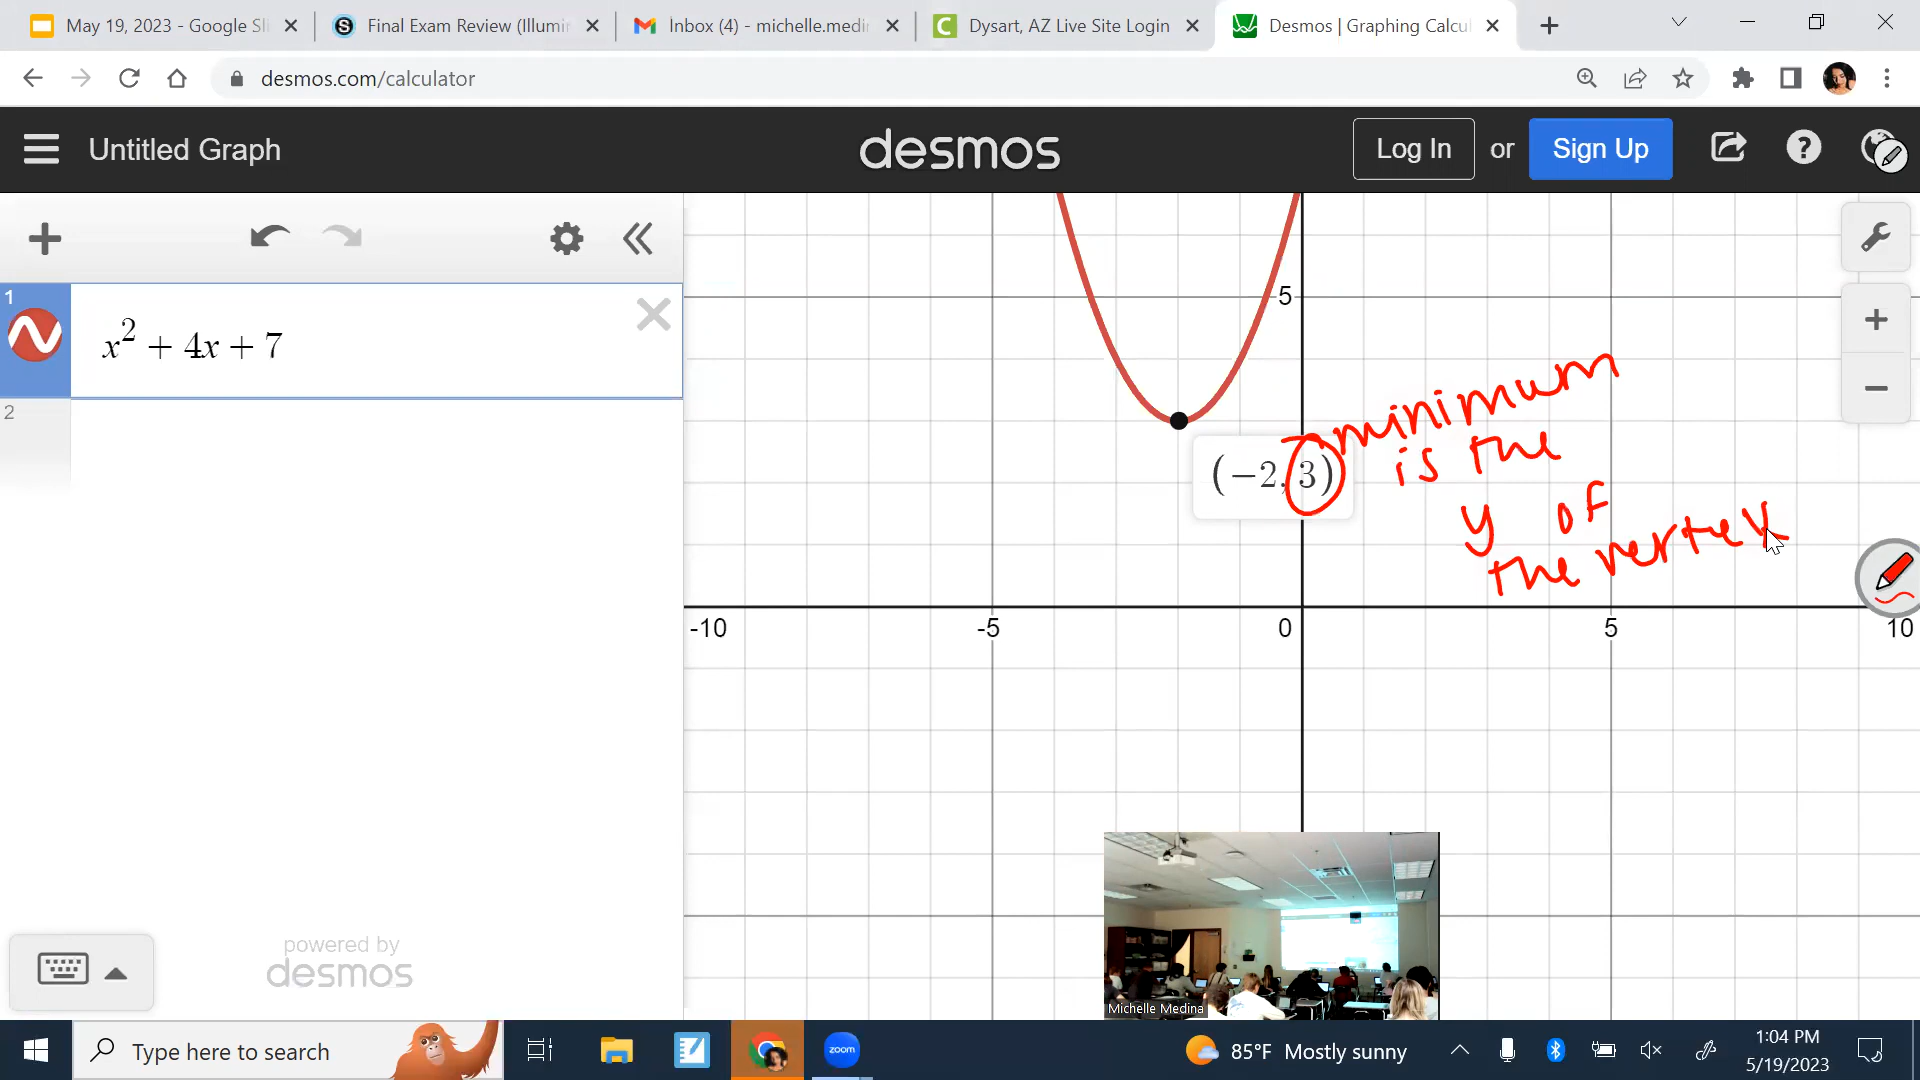 May 19, 2023 - Google Sli
Final Exam Review (Illumin
Inbox (4) - michelle.medin
Dysart, AZ Live Site Login
Desmos | Graphing Calcul
desmos.com/calculator
Untitled Graph
desmos
Log In or Sign Up
1
x² + 4x + 7
2
5
minimum
is the
(−2, 3)
y of
the vertex
-10 -5 0 5 10
powered by
desmos
Michelle Medina
Type here to search
zoom
85°F Mostly sunny
1:04 PM
5/19/2023